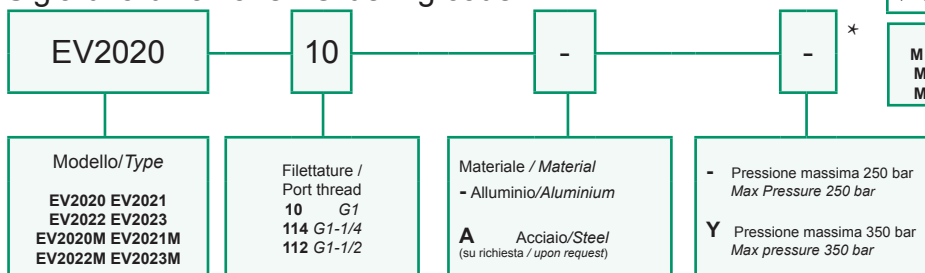 EV2020 10 - - *
M
M
M
Modello/Type
EV2020 EV2021
EV2022 EV2023
EV2020M EV2021M
EV2022M EV2023M
Filettature /
Port thread
10 G1
114 G1-1/4
112 G1-1/2
Materiale / Material
- Alluminio/Aluminium
A Acciaio/Steel
(su richiesta / upon request)
- Pressione massima 250 bar
Max Pressure 250 bar
Y Pressione massima 350 bar
Max pressure 350 bar